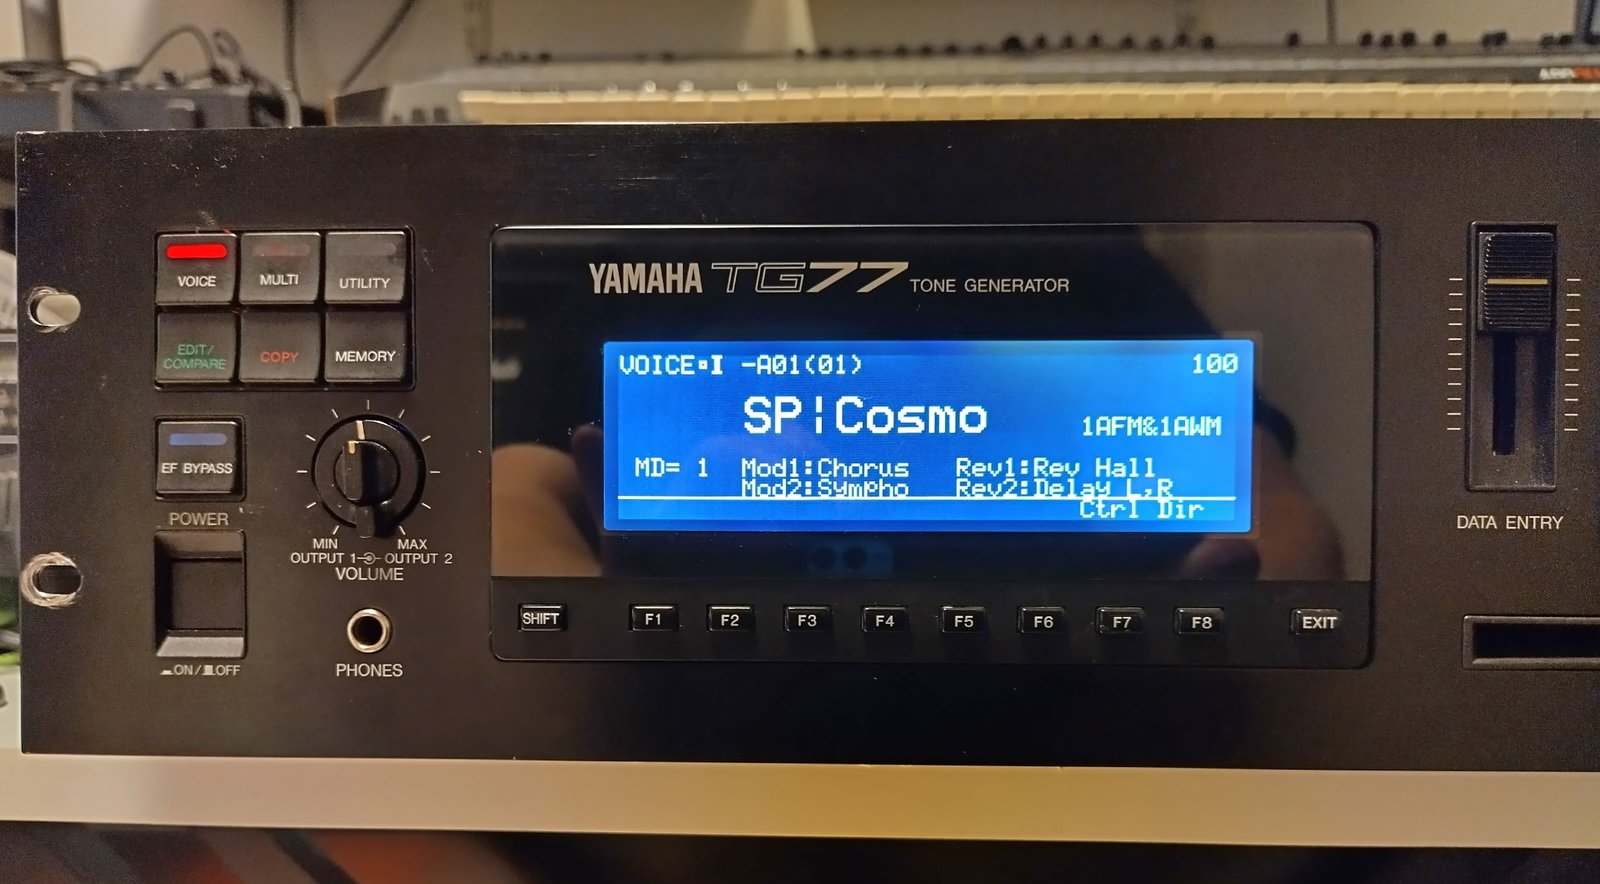 YAMAHA TG77 TONE GENERATOR
VOICE MULTI UTILITY
EDIT/
COMPARE
COPY MEMORY
EF BYPASS
POWER
ON / OFF
MIN MAX
OUTPUT 1 OUTPUT 2
VOLUME
PHONES
VOICE▪I -A01(01) 100
SP¦Cosmo
1AFM&1AWM
MD= 1 Mod1:Chorus Rev1:Rev Hall
Mod2:Sympho Rev2:Delay L,R
Ctrl Dir
SHIFT F1 F2 F3 F4 F5 F6 F7 F8 EXIT
DATA ENTRY